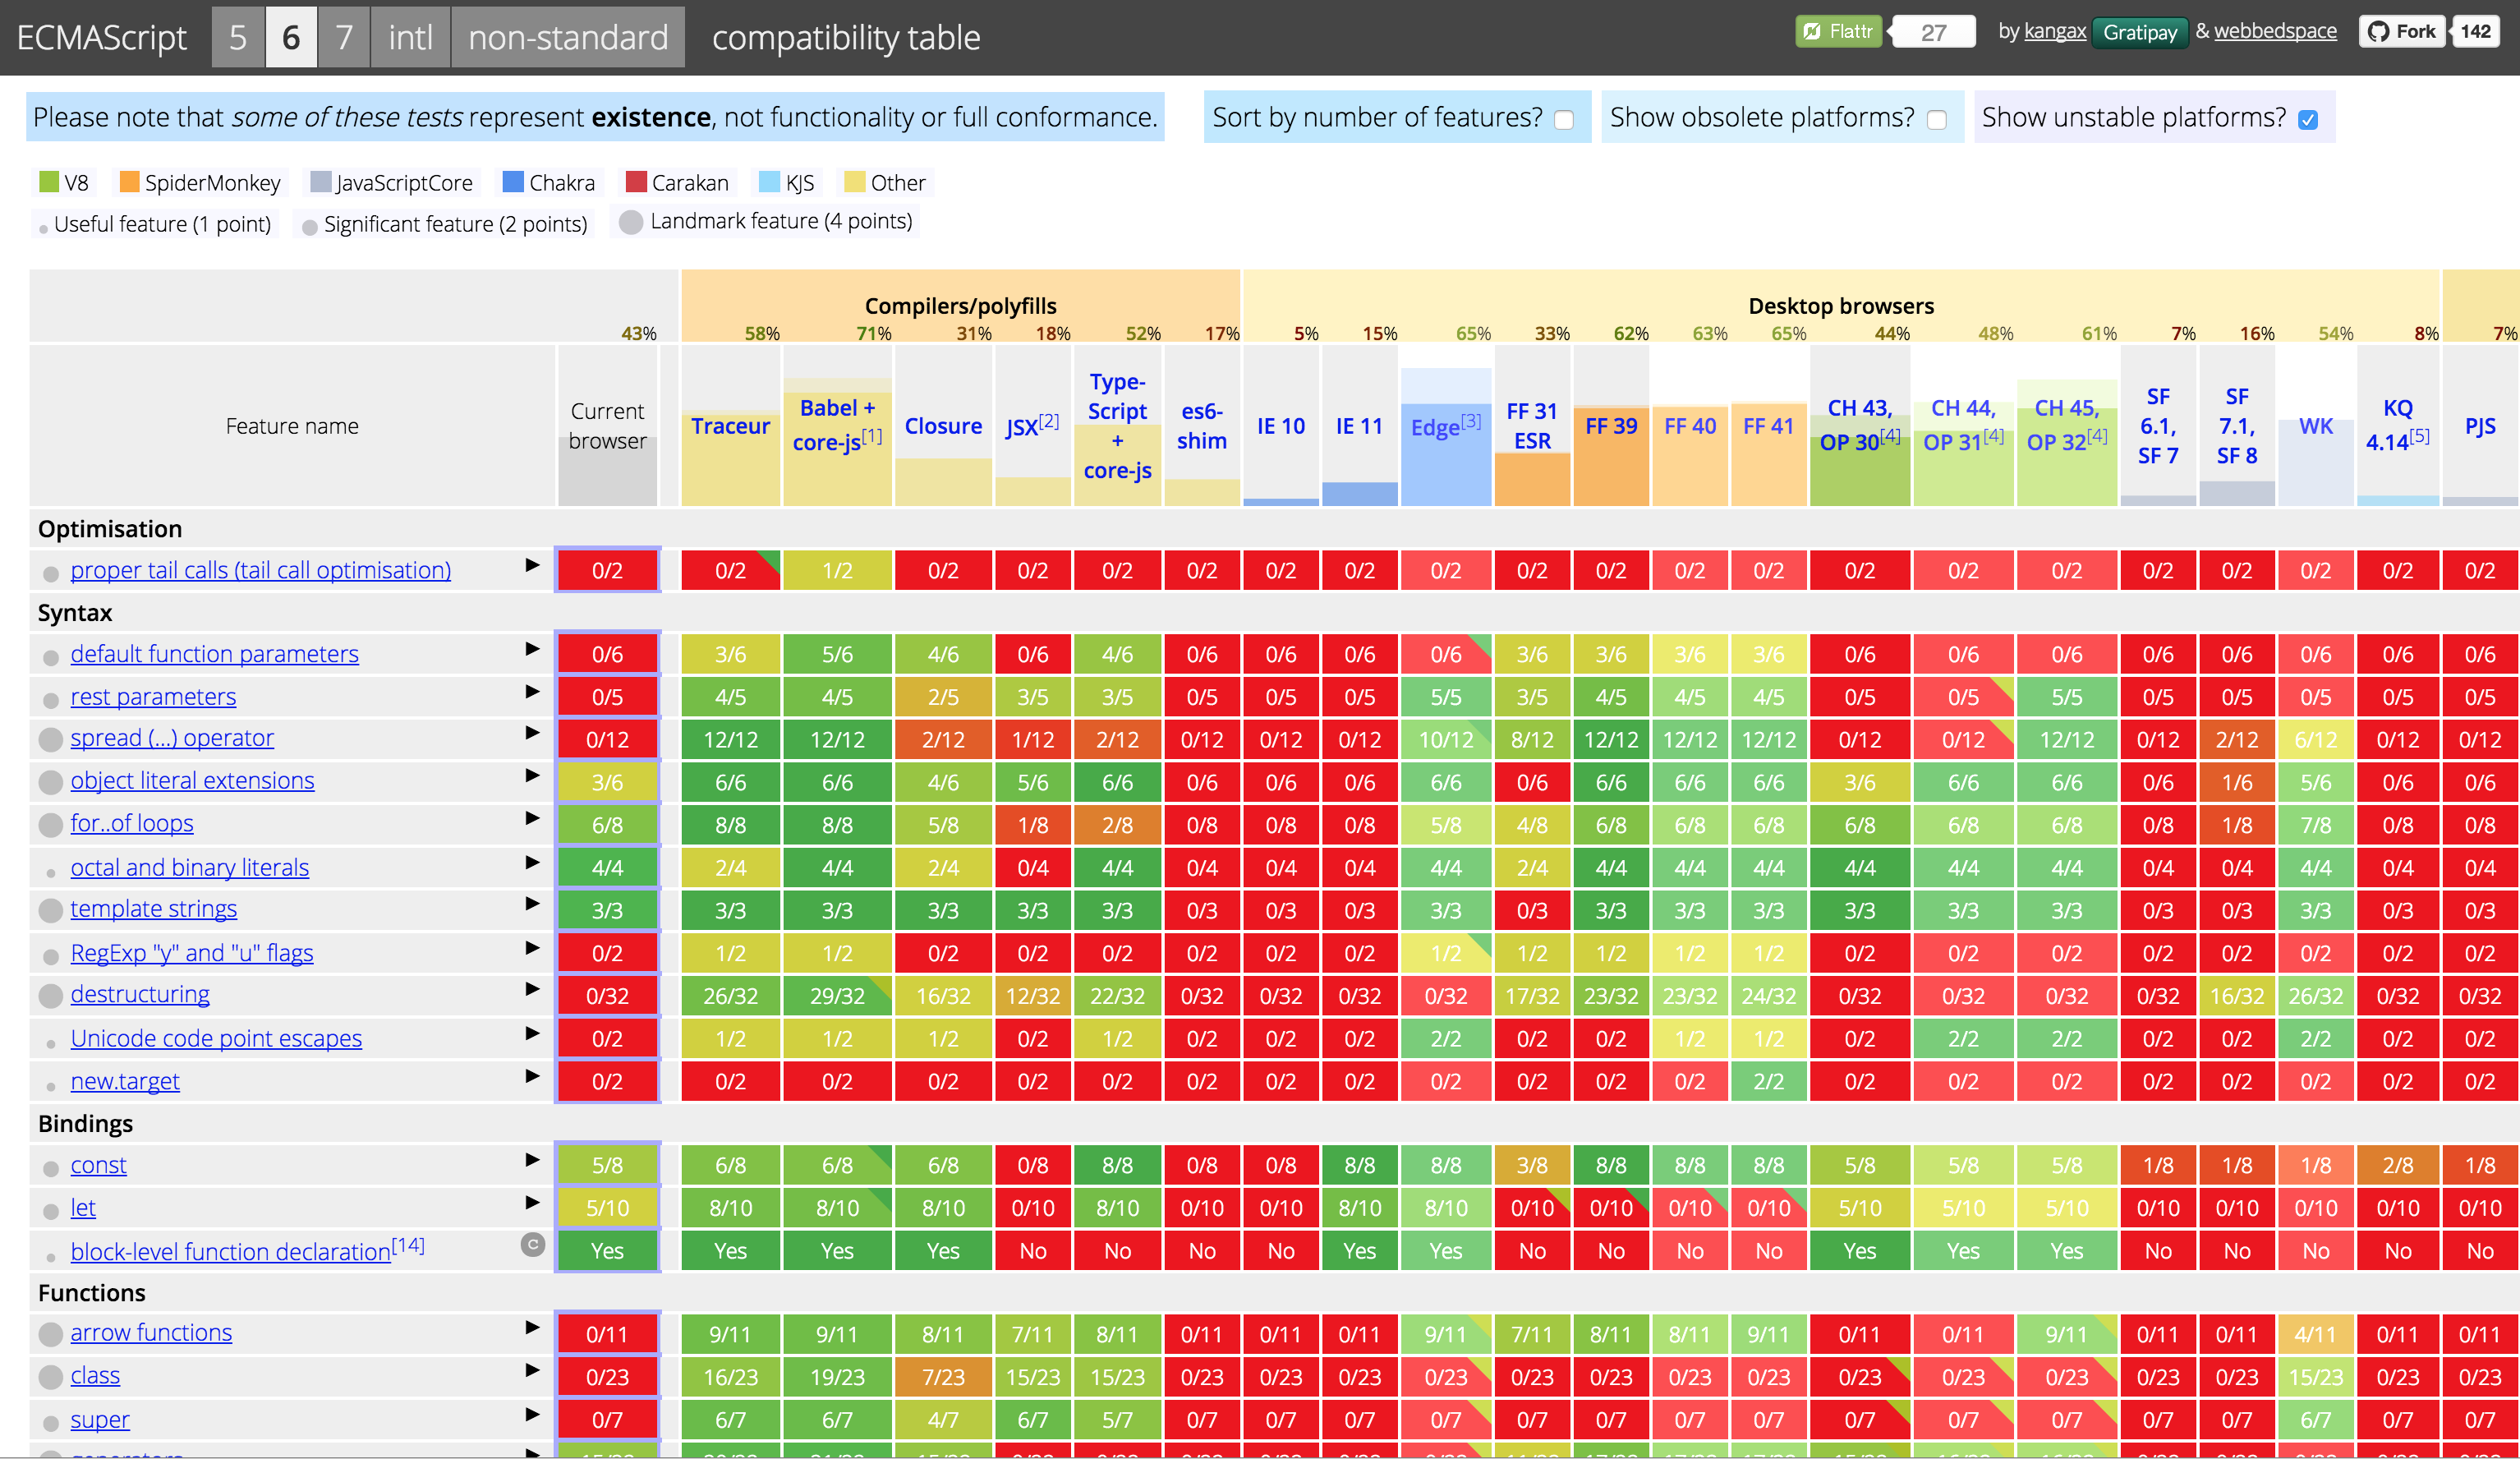 ECMAScript 5 6 7 intl non-standard compatibility table Flattr 27 by kangax Gratipay & webbedspace Fork 142
Please note that some of these tests represent existence, not functionality or full conformance. Sort by number of features? Show obsolete platforms? Show unstable platforms?
V8 SpiderMonkey JavaScriptCore Chakra Carakan KJS Other
Useful feature (1 point) Significant feature (2 points) Landmark feature (4 points)
Compilers/polyfills Desktop browsers
43% 58% 71% 31% 18% 52% 17% 5% 15% 65% 33% 62% 63% 65% 44% 48% 61% 7% 16% 54% 8% 7%
Feature name Current browser Traceur Babel + core-js[1] Closure JSX[2] Type-Script + core-js es6-shim IE 10 IE 11 Edge[3] FF 31 ESR FF 39 FF 40 FF 41 CH 43, OP 30[4] CH 44, OP 31[4] CH 45, OP 32[4] SF 6.1, SF 7 SF 7.1, SF 8 WK KQ 4.14[5] PJS
Optimisation
proper tail calls (tail call optimisation) 0/2 0/2 1/2 0/2 0/2 0/2 0/2 0/2 0/2 0/2 0/2 0/2 0/2 0/2 0/2 0/2 0/2 0/2 0/2 0/2 0/2 0/2
Syntax
default function parameters 0/6 3/6 5/6 4/6 0/6 4/6 0/6 0/6 0/6 0/6 3/6 3/6 3/6 3/6 0/6 0/6 0/6 0/6 0/6 0/6 0/6 0/6
rest parameters 0/5 4/5 4/5 2/5 3/5 3/5 0/5 0/5 0/5 5/5 3/5 4/5 4/5 4/5 0/5 0/5 5/5 0/5 0/5 0/5 0/5 0/5
spread (...) operator 0/12 12/12 12/12 2/12 1/12 2/12 0/12 0/12 0/12 10/12 8/12 12/12 12/12 12/12 0/12 0/12 12/12 0/12 2/12 6/12 0/12 0/12
object literal extensions 3/6 6/6 6/6 4/6 5/6 6/6 0/6 0/6 0/6 6/6 0/6 6/6 6/6 6/6 3/6 6/6 6/6 0/6 1/6 5/6 0/6 0/6
for..of loops 6/8 8/8 8/8 5/8 1/8 2/8 0/8 0/8 0/8 5/8 4/8 6/8 6/8 6/8 6/8 6/8 6/8 0/8 1/8 7/8 0/8 0/8
octal and binary literals 4/4 2/4 4/4 2/4 0/4 4/4 0/4 0/4 0/4 4/4 2/4 4/4 4/4 4/4 4/4 4/4 4/4 0/4 0/4 4/4 0/4 0/4
template strings 3/3 3/3 3/3 3/3 3/3 3/3 0/3 0/3 0/3 3/3 0/3 3/3 3/3 3/3 3/3 3/3 3/3 0/3 0/3 3/3 0/3 0/3
RegExp "y" and "u" flags 0/2 1/2 1/2 0/2 0/2 0/2 0/2 0/2 0/2 1/2 1/2 1/2 1/2 1/2 0/2 0/2 0/2 0/2 0/2 0/2 0/2 0/2
destructuring 0/32 26/32 29/32 16/32 12/32 22/32 0/32 0/32 0/32 0/32 17/32 23/32 23/32 24/32 0/32 0/32 0/32 0/32 16/32 26/32 0/32 0/32
Unicode code point escapes 0/2 1/2 1/2 1/2 0/2 1/2 0/2 0/2 0/2 2/2 0/2 0/2 1/2 1/2 0/2 2/2 2/2 0/2 0/2 2/2 0/2 0/2
new.target 0/2 0/2 0/2 0/2 0/2 0/2 0/2 0/2 0/2 0/2 0/2 0/2 0/2 2/2 0/2 0/2 0/2 0/2 0/2 0/2 0/2 0/2
Bindings
const 5/8 6/8 6/8 6/8 0/8 8/8 0/8 0/8 8/8 8/8 3/8 8/8 8/8 8/8 5/8 5/8 5/8 1/8 1/8 1/8 2/8 1/8
let 5/10 8/10 8/10 8/10 0/10 8/10 0/10 0/10 8/10 8/10 0/10 0/10 0/10 0/10 5/10 5/10 5/10 0/10 0/10 0/10 0/10 0/10
block-level function declaration[14] C Yes Yes Yes Yes No No No No Yes Yes No No No No Yes Yes Yes No No No No No
Functions
arrow functions 0/11 9/11 9/11 8/11 7/11 8/11 0/11 0/11 0/11 9/11 7/11 8/11 8/11 9/11 0/11 0/11 9/11 0/11 0/11 4/11 0/11 0/11
class 0/23 16/23 19/23 7/23 15/23 15/23 0/23 0/23 0/23 0/23 0/23 0/23 0/23 0/23 0/23 0/23 0/23 0/23 0/23 15/23 0/23 0/23
super 0/7 6/7 6/7 4/7 6/7 5/7 0/7 0/7 0/7 0/7 0/7 0/7 0/7 0/7 0/7 0/7 0/7 0/7 0/7 6/7 0/7 0/7